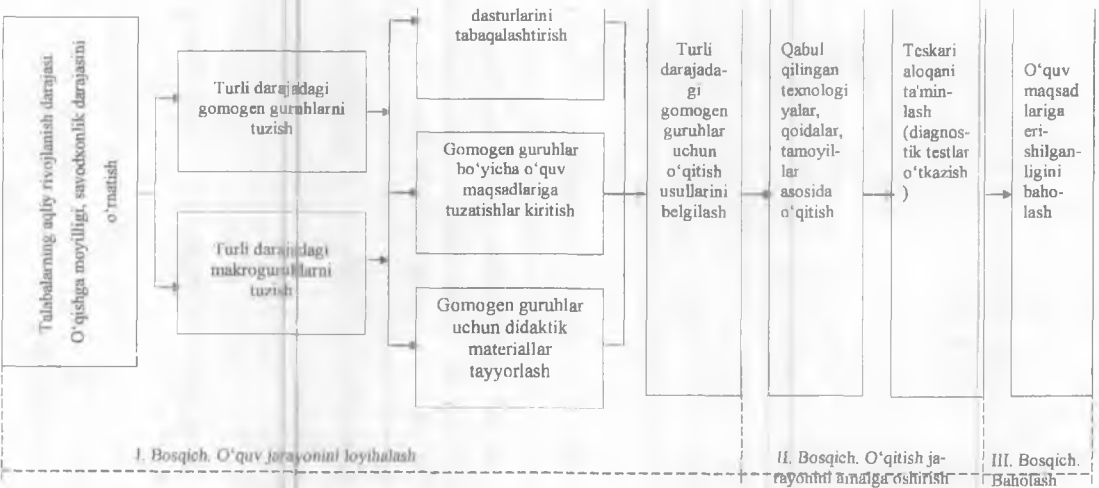 Talabalarning aqliy rivojlanish darajasi
O‘qishga moyilligi, savodxonlik darajasini
o‘rnatish
Turli darajadagi
gomogen guruhlarni
tuzish
Turli darajadagi
makroguruhlarni
tuzish
dasturlarini
tabaqalashtirish
Gomogen guruhlar
bo‘yicha o‘quv
maqsadlariga
tuzatishlar kiritish
Gomogen guruhlar
uchun didaktik
materiallar
tayyorlash
Turli
darajada-
gi
gomogen
guruhlar
uchun
o‘qitish
usullarini
belgilash
Qabul
qilingan
texnologi
yalar,
qoidalar,
tamoyil-
lar
asosida
o‘qitish
Teskari
aloqani
ta'min-
lash
(diagnos-
tik testlar
o‘tkazish
)
O‘quv
maqsad
lariga
eri-
shilgan-
ligini
baho-
lash
I. Bosqich. O‘quv jarayonini loyihalash
II. Bosqich. O‘qitish ja-
rayonini amalga oshirish
III. Bosqich.
Baholash